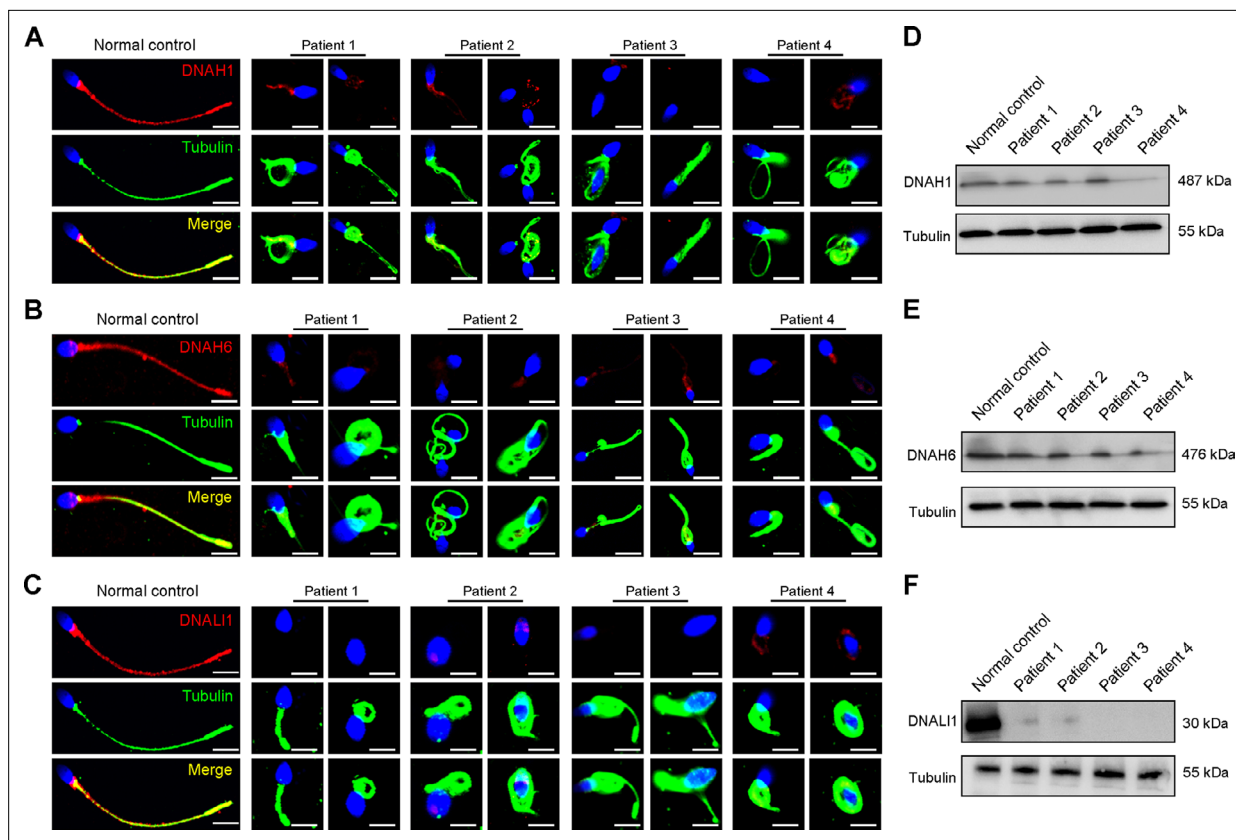 A
Normal control
Patient 1
Patient 2
Patient 3
Patient 4
DNAH1
Tubulin
Merge
B
Normal control
Patient 1
Patient 2
Patient 3
Patient 4
DNAH6
Tubulin
Merge
C
Normal control
Patient 1
Patient 2
Patient 3
Patient 4
DNALI1
Tubulin
Merge
D
Normal control
Patient 1
Patient 2
Patient 3
Patient 4
DNAH1
487 kDa
Tubulin
55 kDa
E
Normal control
Patient 1
Patient 2
Patient 3
Patient 4
DNAH6
476 kDa
Tubulin
55 kDa
F
Normal control
Patient 1
Patient 2
Patient 3
Patient 4
DNALI1
30 kDa
Tubulin
55 kDa